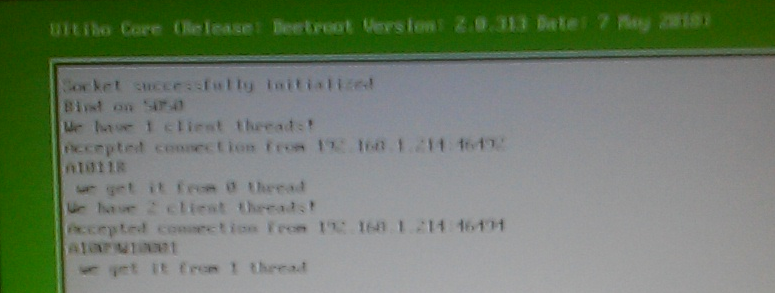 Ultibo Core (Release: Beetroot Version: 2.0.313 Date: 7 May 2018)
Socket successfully initialized
Bind on 5050
We have 1 client threads!
Accepted connection from 192.168.1.214:46492
A10118
we get it from 0 thread
We have 2 client threads!
Accepted connection from 192.168.1.214:46494
we get it from 1 thread